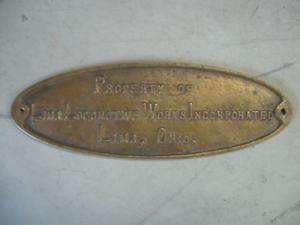 PROPERTY OF
LIMA LOCOMOTIVE WORKS INCORPORATED
LIMA, OHIO.